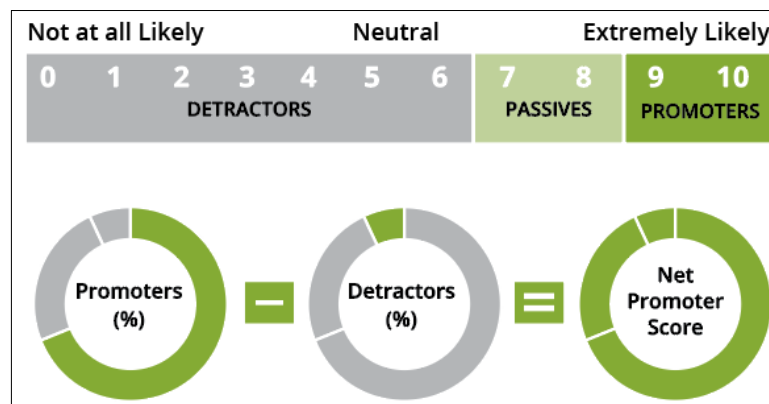 Not at all Likely Neutral Extremely Likely
0 1 2 3 4 5 6 7 8 9 10
DETRACTORS PASSIVES PROMOTERS
Promoters
(%)
−
Detractors
(%)
=
Net
Promoter
Score